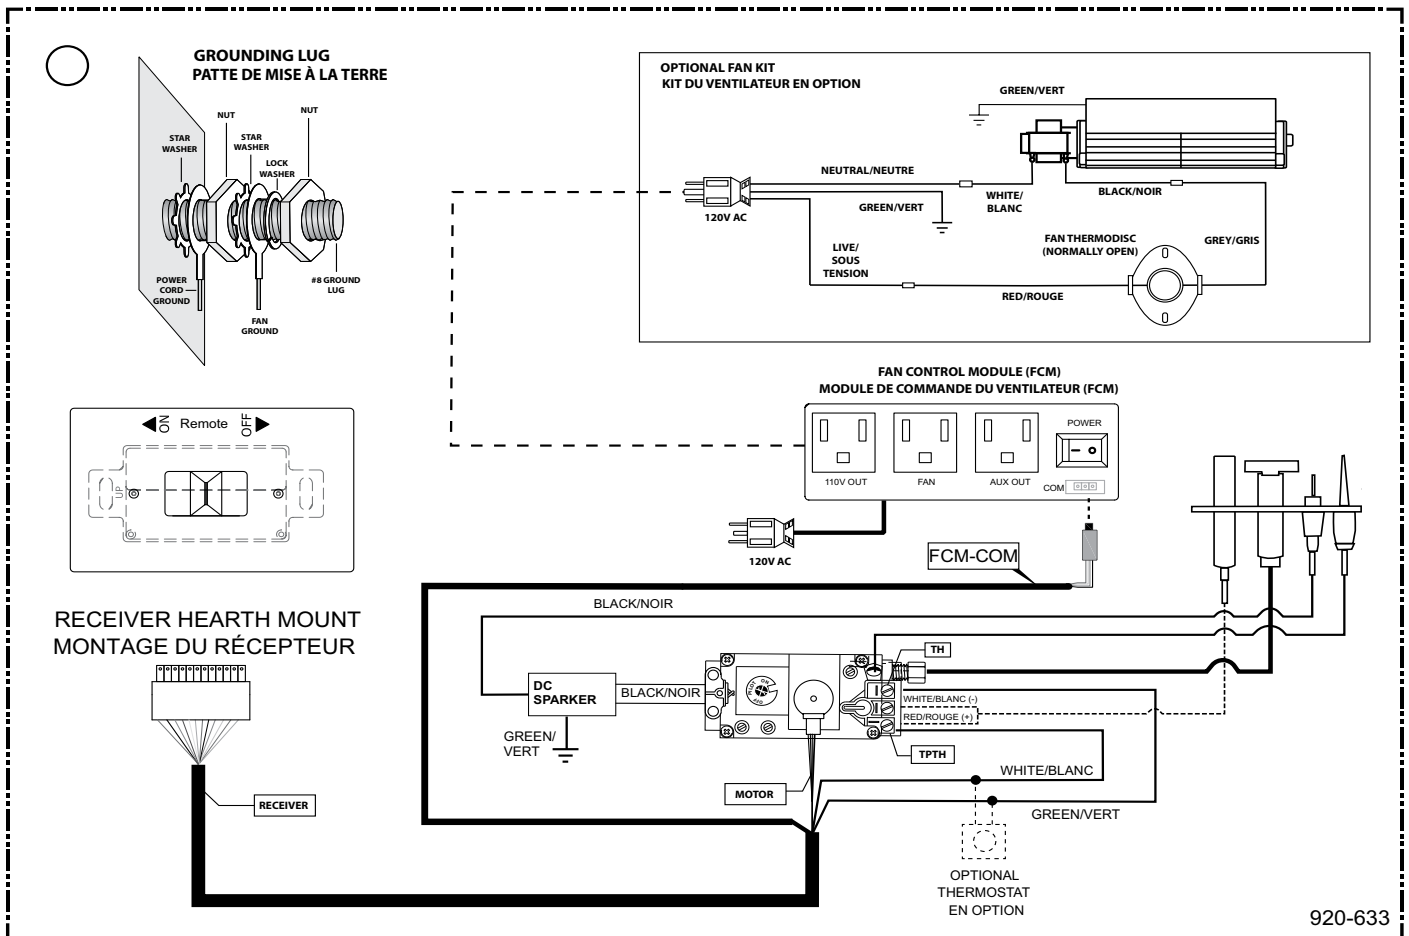 GROUNDING LUG
PATTE DE MISE À LA TERRE
NUT
NUT
STAR
WASHER
STAR
WASHER
LOCK
WASHER
POWER
CORD
GROUND
#8 GROUND
LUG
FAN
GROUND
OPTIONAL FAN KIT
KIT DU VENTILATEUR EN OPTION
GREEN/VERT
NEUTRAL/NEUTRE
WHITE/
BLANC
BLACK/NOIR
GREEN/VERT
120V AC
LIVE/
SOUS
TENSION
FAN THERMODISC
(NORMALLY OPEN)
GREY/GRIS
RED/ROUGE
FAN CONTROL MODULE (FCM)
MODULE DE COMMANDE DU VENTILATEUR (FCM)
POWER
110V OUT
FAN
AUX OUT
COM
120V AC
FCM-COM
ON
Remote
OFF
UP
RECEIVER HEARTH MOUNT
MONTAGE DU RÉCEPTEUR
RECEIVER
BLACK/NOIR
DC
SPARKER
BLACK/NOIR
GREEN/
VERT
PILOT
ON
OFF
TH
WHITE/BLANC (-)
RED/ROUGE (+)
TPTH
MOTOR
WHITE/BLANC
GREEN/VERT
OPTIONAL
THERMOSTAT
EN OPTION
920-633